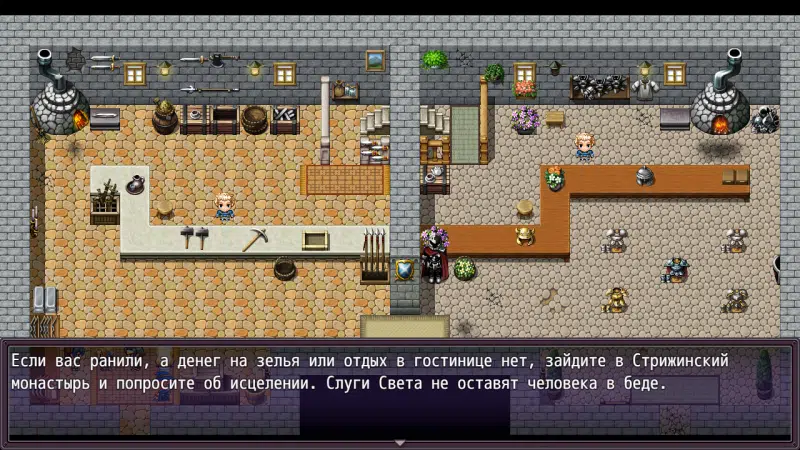 Если вас ранили, а денег на зелья или отдых в гостинице нет, зайдите в Стрижинский
монастырь и попросите об исцелении. Слуги Света не оставят человека в беде.